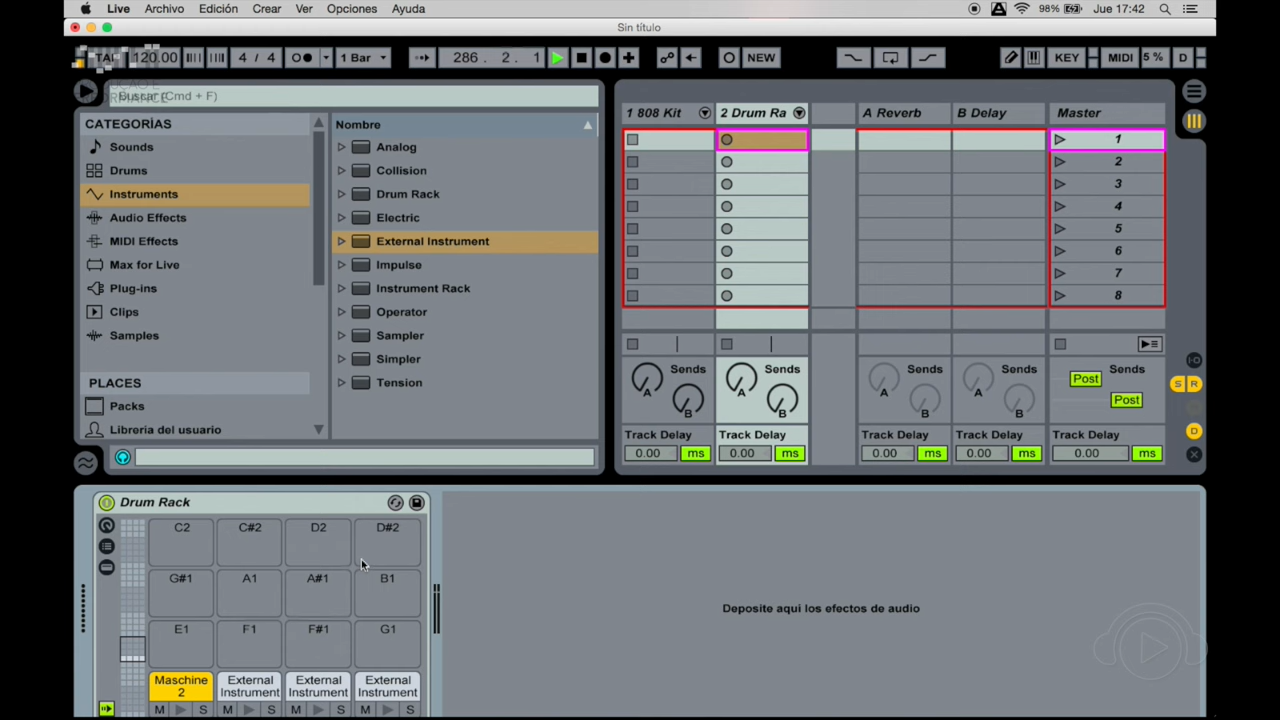 Live Archivo Edición Crear Ver Opciones Ayuda 98% Jue 17:42
Sin título
TAP 120.00 4 / 4 1 Bar 286 . 2 . 1 NEW KEY MIDI 5 % D
Buscar (Cmd + F)
CATEGORÍAS
Sounds
Drums
Instruments
Audio Effects
MIDI Effects
Max for Live
Plug-ins
Clips
Samples
PLACES
Packs
Libreria del usuario
Nombre
Analog
Collision
Drum Rack
Electric
External Instrument
Impulse
Instrument Rack
Operator
Sampler
Simpler
Tension
1 808 Kit 2 Drum Ra A Reverb B Delay Master
1
2
3
4
5
6
7
8
Sends Sends Sends Sends Sends
A B A B A B A B Post Post
Track Delay Track Delay Track Delay Track Delay Track Delay
0.00 ms 0.00 ms 0.00 ms 0.00 ms 0.00 ms
I-O
S R
D
X
Drum Rack
C2 C#2 D2 D#2
G#1 A1 A#1 B1
E1 F1 F#1 G1
Maschine 2 External Instrument External Instrument External Instrument
M S M S M S M S
Deposite aqui los efectos de audio